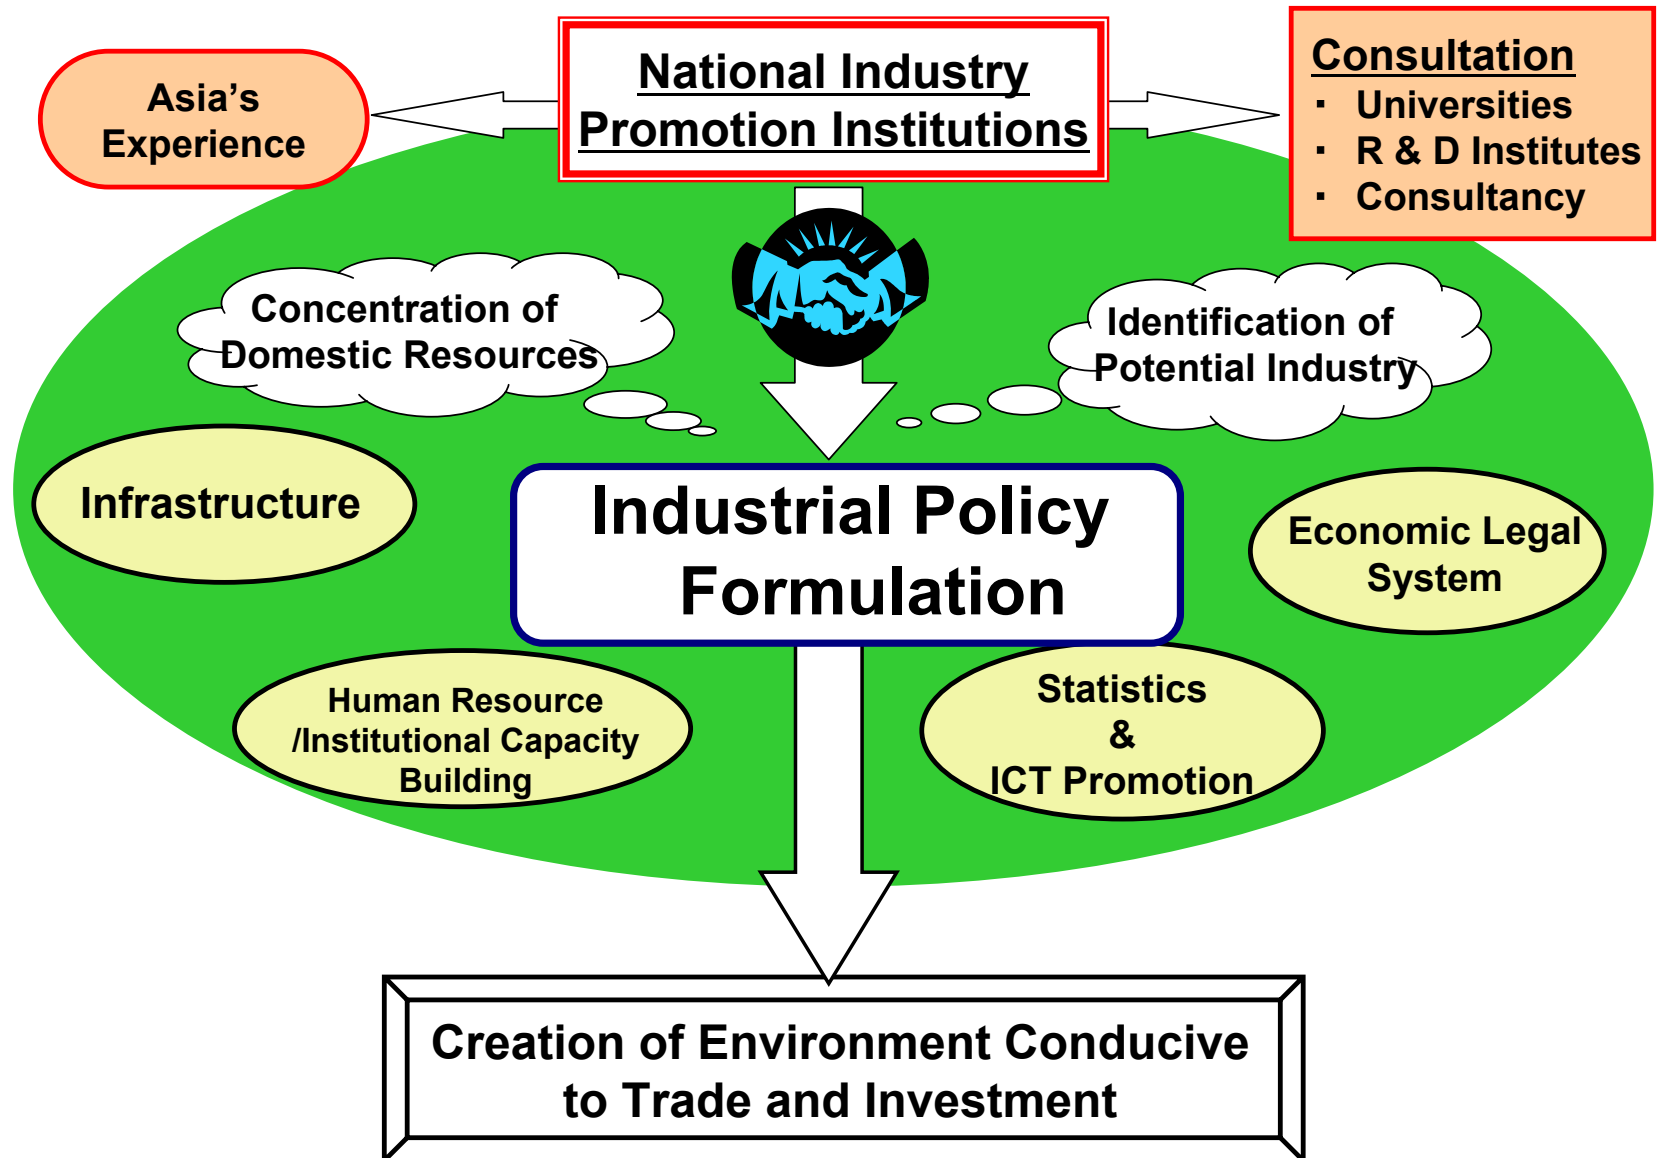 National Industry
Promotion Institutions
Asia's
Experience
Consultation
・ Universities
・ R & D Institutes
・ Consultancy
Concentration of
Domestic Resources
Identification of
Potential Industry
Infrastructure
Industrial Policy
Formulation
Economic Legal
System
Human Resource
/Institutional Capacity
Building
Statistics
&
ICT Promotion
Creation of Environment Conducive
to Trade and Investment